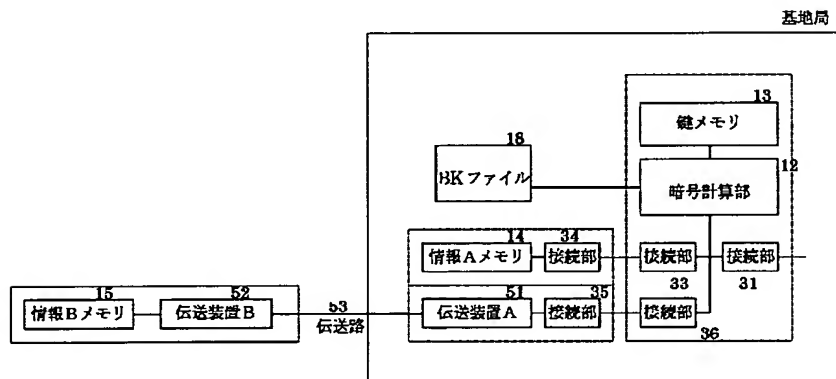 基地局
13
鍵メモリ
18
BKファイル
12
暗号計算部
14
情報Aメモリ
34
接続部
接続部
接続部
33
31
15
情報Bメモリ
52
伝送装置B
53
伝送路
51
伝送装置A
35
接続部
接続部
36